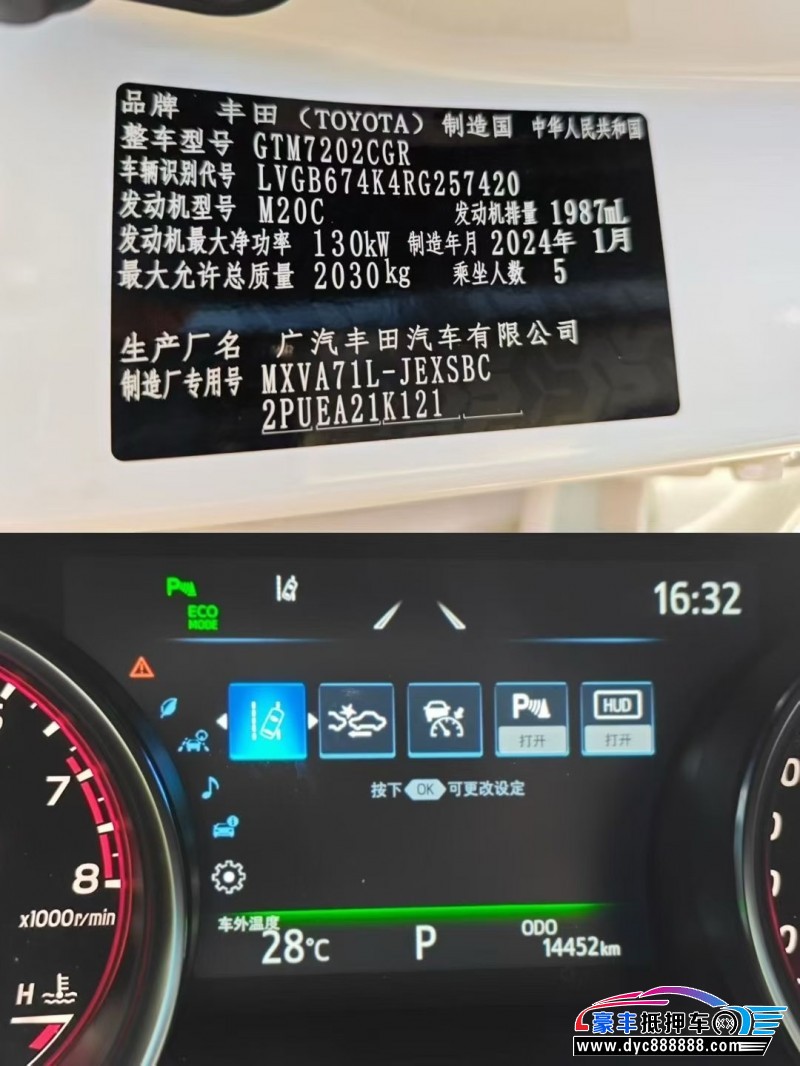 品牌 丰田（TOYOTA）制造国 中华人民共和国
整车型号 GTM7202CGR
车辆识别代号 LVGB674K4RG257420
发动机型号 M20C 发动机排量 1987mL
发动机最大净功率 130kW 制造年月 2024年 1月
最大允许总质量 2030kg 乘坐人数 5
生产厂名 广汽丰田汽车有限公司
制造厂专用号 MXVA71L-JEXSBC
2PUEA21K121
P
16:32
ECO
MODE
P HUD
打开 打开
按下 OK 可更改设定
7
8
x1000r/min
车外温度
28℃ P ODO
14452km
H
豪丰抵押车网
www.dyc888888.com